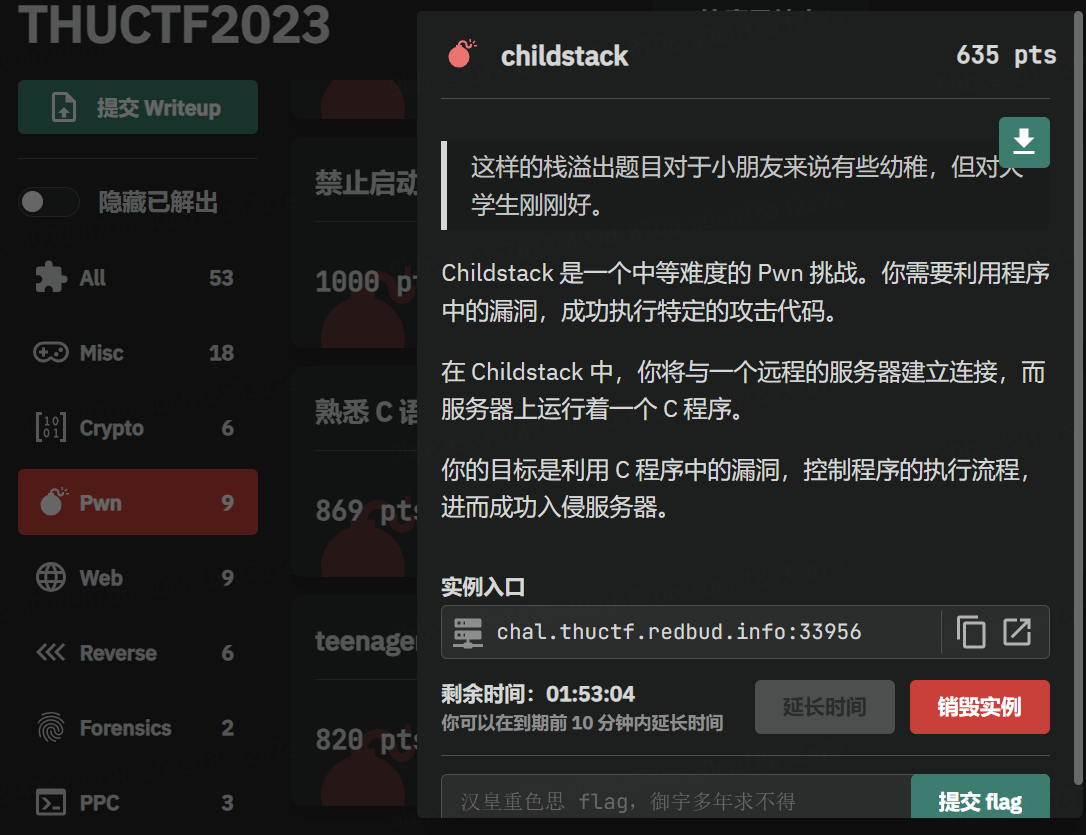 THUCTF2023
提交 Writeup
隐藏已解出
All 53
Misc 18
Crypto 6
Pwn 9
Web 9
Reverse 6
Forensics 2
PPC 3
禁止启动
1000 pt
熟悉 C 语
869 pts
teenager
820 pts
childstack
635 pts
这样的栈溢出题目对于小朋友来说有些幼稚，但对大
学生刚刚好。
Childstack 是一个中等难度的 Pwn 挑战。你需要利用程序
中的漏洞，成功执行特定的攻击代码。
在 Childstack 中，你将与一个远程的服务器建立连接，而
服务器上运行着一个 C 程序。
你的目标是利用 C 程序中的漏洞，控制程序的执行流程，
进而成功入侵服务器。
实例入口
chal.thuctf.redbud.info:33956
剩余时间：01:53:04
你可以在到期前 10 分钟内延长时间
延长时间
销毁实例
汉皇重色思 flag，御宇多年求不得
提交 flag